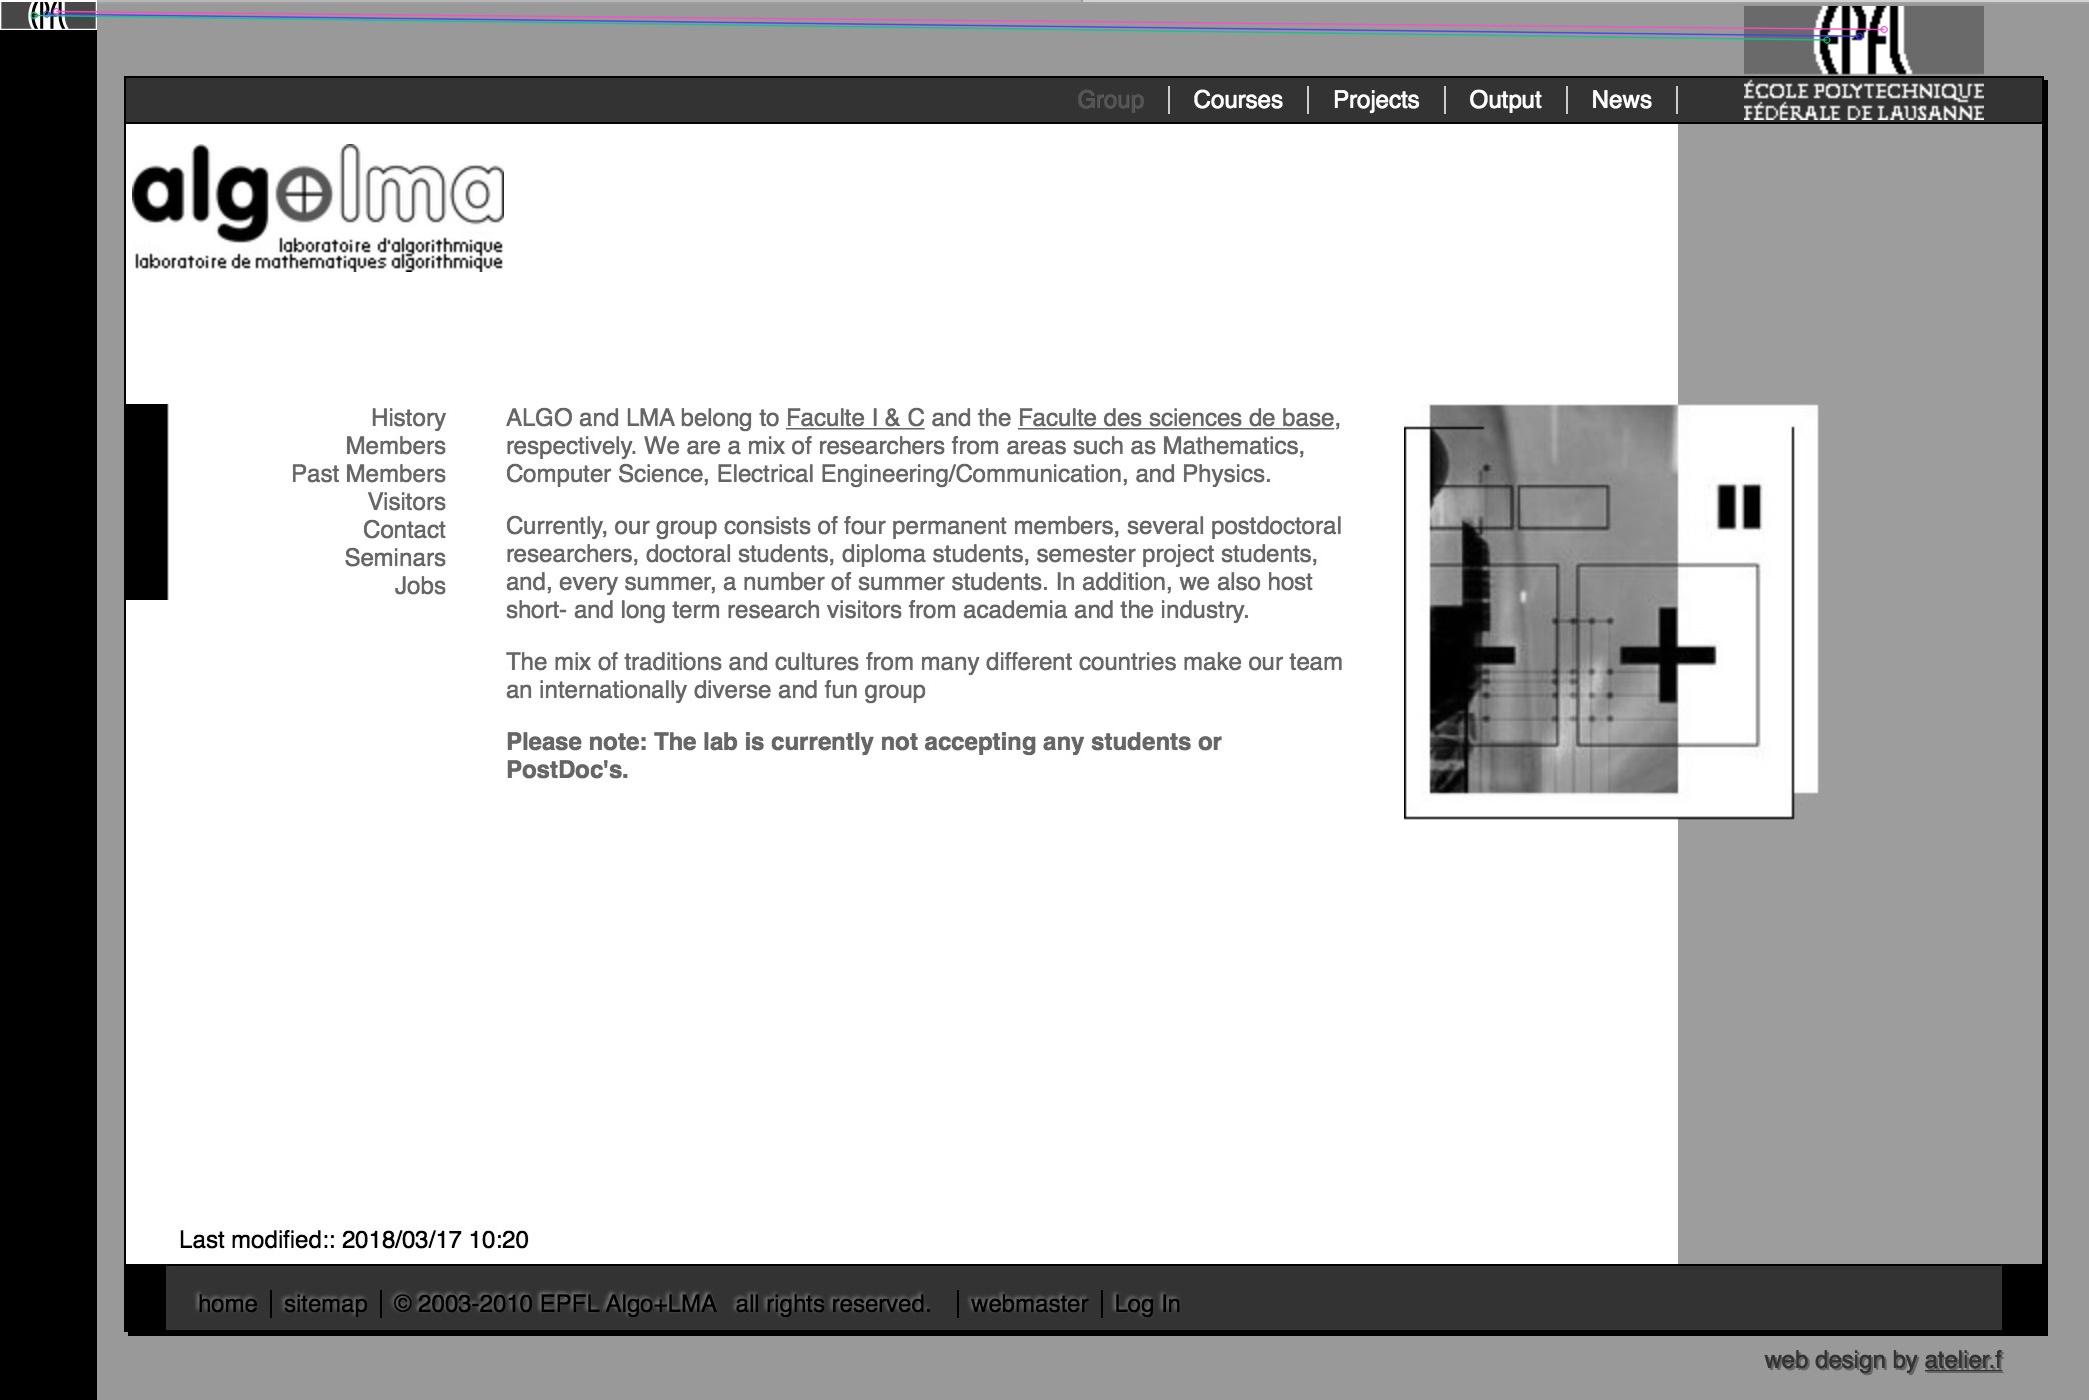 EPFL
EPFL
ÉCOLE POLYTECHNIQUE
FÉDÉRALE DE LAUSANNE
Group | Courses | Projects | Output | News |
algo lma
laboratoire d'algorithmique
laboratoire de mathematiques algorithmique
History
Members
Past Members
Visitors
Contact
Seminars
Jobs
ALGO and LMA belong to Faculte I & C and the Faculte des sciences de base,
respectively. We are a mix of researchers from areas such as Mathematics,
Computer Science, Electrical Engineering/Communication, and Physics.
Currently, our group consists of four permanent members, several postdoctoral
researchers, doctoral students, diploma students, semester project students,
and, every summer, a number of summer students. In addition, we also host
short- and long term research visitors from academia and the industry.
The mix of traditions and cultures from many different countries make our team
an internationally diverse and fun group
Please note: The lab is currently not accepting any students or
PostDoc's.
Last modified:: 2018/03/17 10:20
home | sitemap | © 2003-2010 EPFL Algo+LMA all rights reserved. | webmaster | Log In
web design by atelier.f